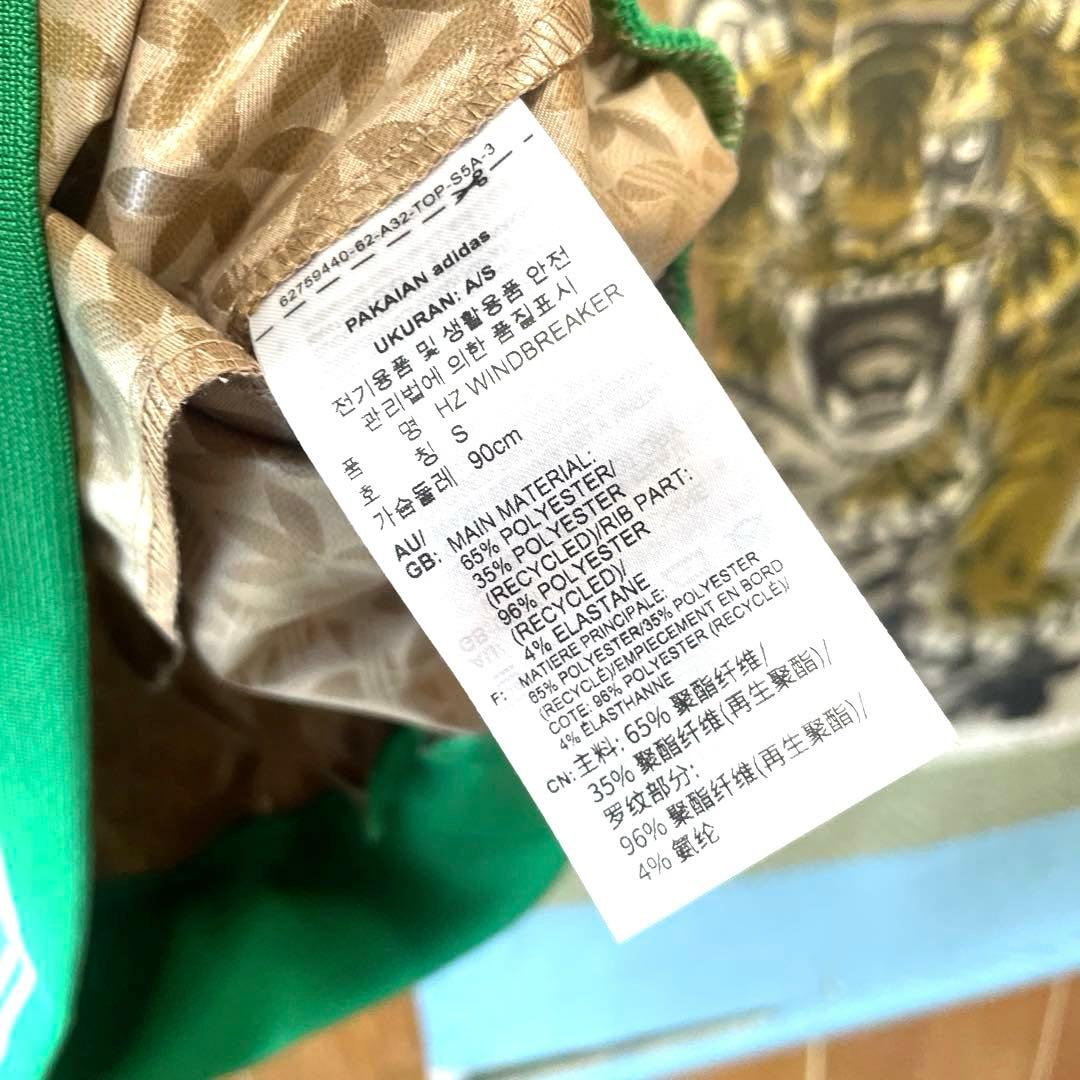 62759440-62-A32-TOP-S5A-3
PAKAIAN adidas
UKURAN: A/S
전기용품 및 생활용품 안전
관리법에 의한 품질표시
품 명 HZ WINDBREAKER
호 칭 S
가슴둘레 90cm
AU/
GB: MAIN MATERIAL:
65% POLYESTER/
35% POLYESTER
(RECYCLED)/RIB PART:
96% POLYESTER
(RECYCLED)/
4% ELASTANE
F: MATIERE PRINCIPALE:
65% POLYESTER/35% POLYESTER
(RECYCLÉ)/EMPIECEMENT EN BORD
COTE: 96% POLYESTER (RECYCLÉ)/
4% ELASTHANNE
CN: 主料: 65% 聚酯纤维/
35% 聚酯纤维(再生聚酯)/
罗纹部分:
96% 聚酯纤维(再生聚酯)/
4% 氨纶